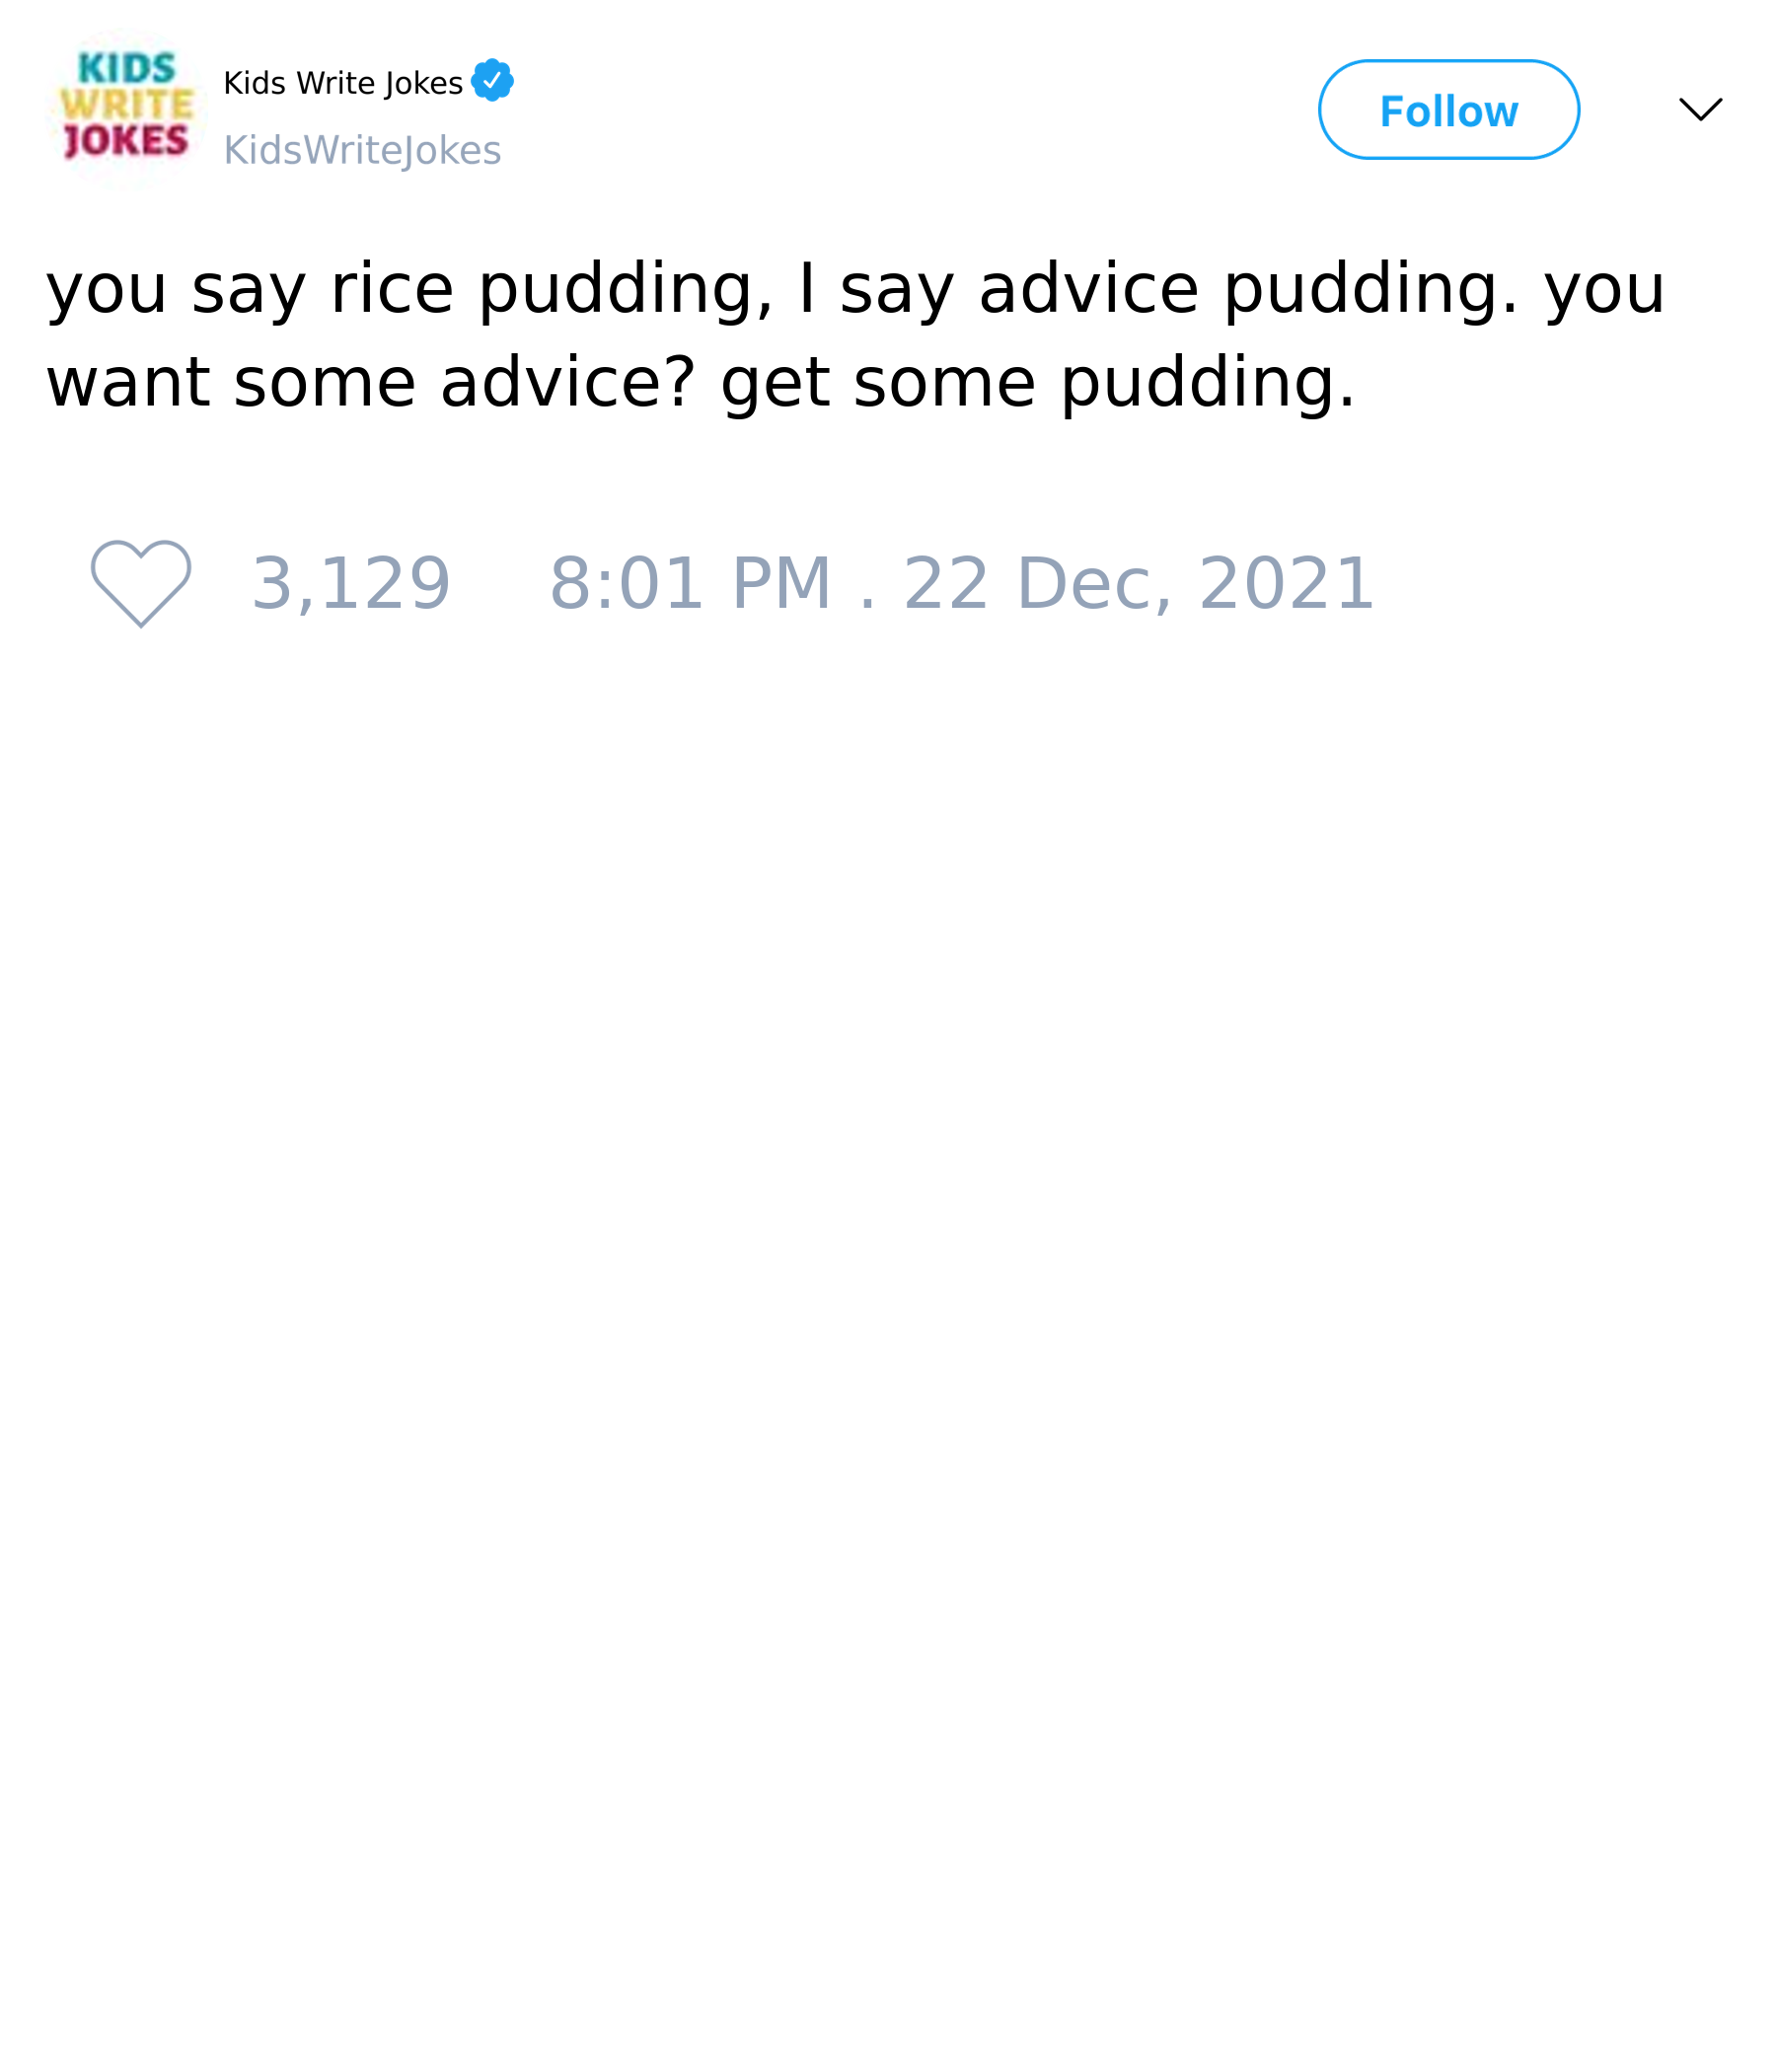 KIDS
WRITE
JOKES
Kids Write Jokes
KidsWriteJokes
Follow
you say rice pudding, I say advice pudding. you
want some advice? get some pudding.
3,129 8:01 PM . 22 Dec, 2021